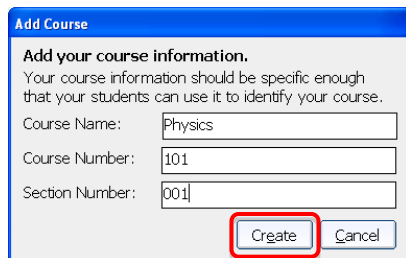 Add Course
Add your course information.
Your course information should be specific enough
that your students can use it to identify your course.
Course Name: Physics
Course Number: 101
Section Number: 001
Create Cancel